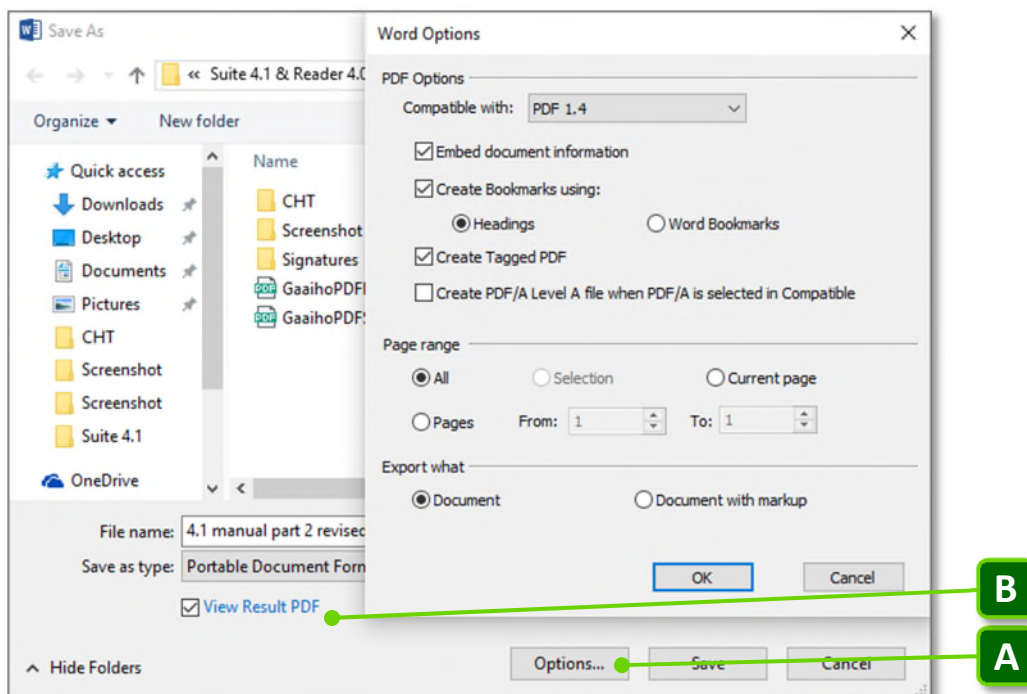 Save As
« Suite 4.1 & Reader 4.0
Organize
New folder
Quick access
Downloads
Desktop
Documents
Pictures
CHT
Screenshot
Screenshot
Suite 4.1
OneDrive
Name
CHT
Screenshot
Signatures
GaaihoPDF
GaaihoPDFS
File name: 4.1 manual part 2 revised
Save as type: Portable Document Form
View Result PDF
Hide Folders
Options... Save Cancel
Word Options
PDF Options
Compatible with: PDF 1.4
Embed document information
Create Bookmarks using:
Headings Word Bookmarks
Create Tagged PDF
Create PDF/A Level A file when PDF/A is selected in Compatible
Page range
All Selection Current page
Pages From: 1 To: 1
Export what
Document Document with markup
OK Cancel
B
A